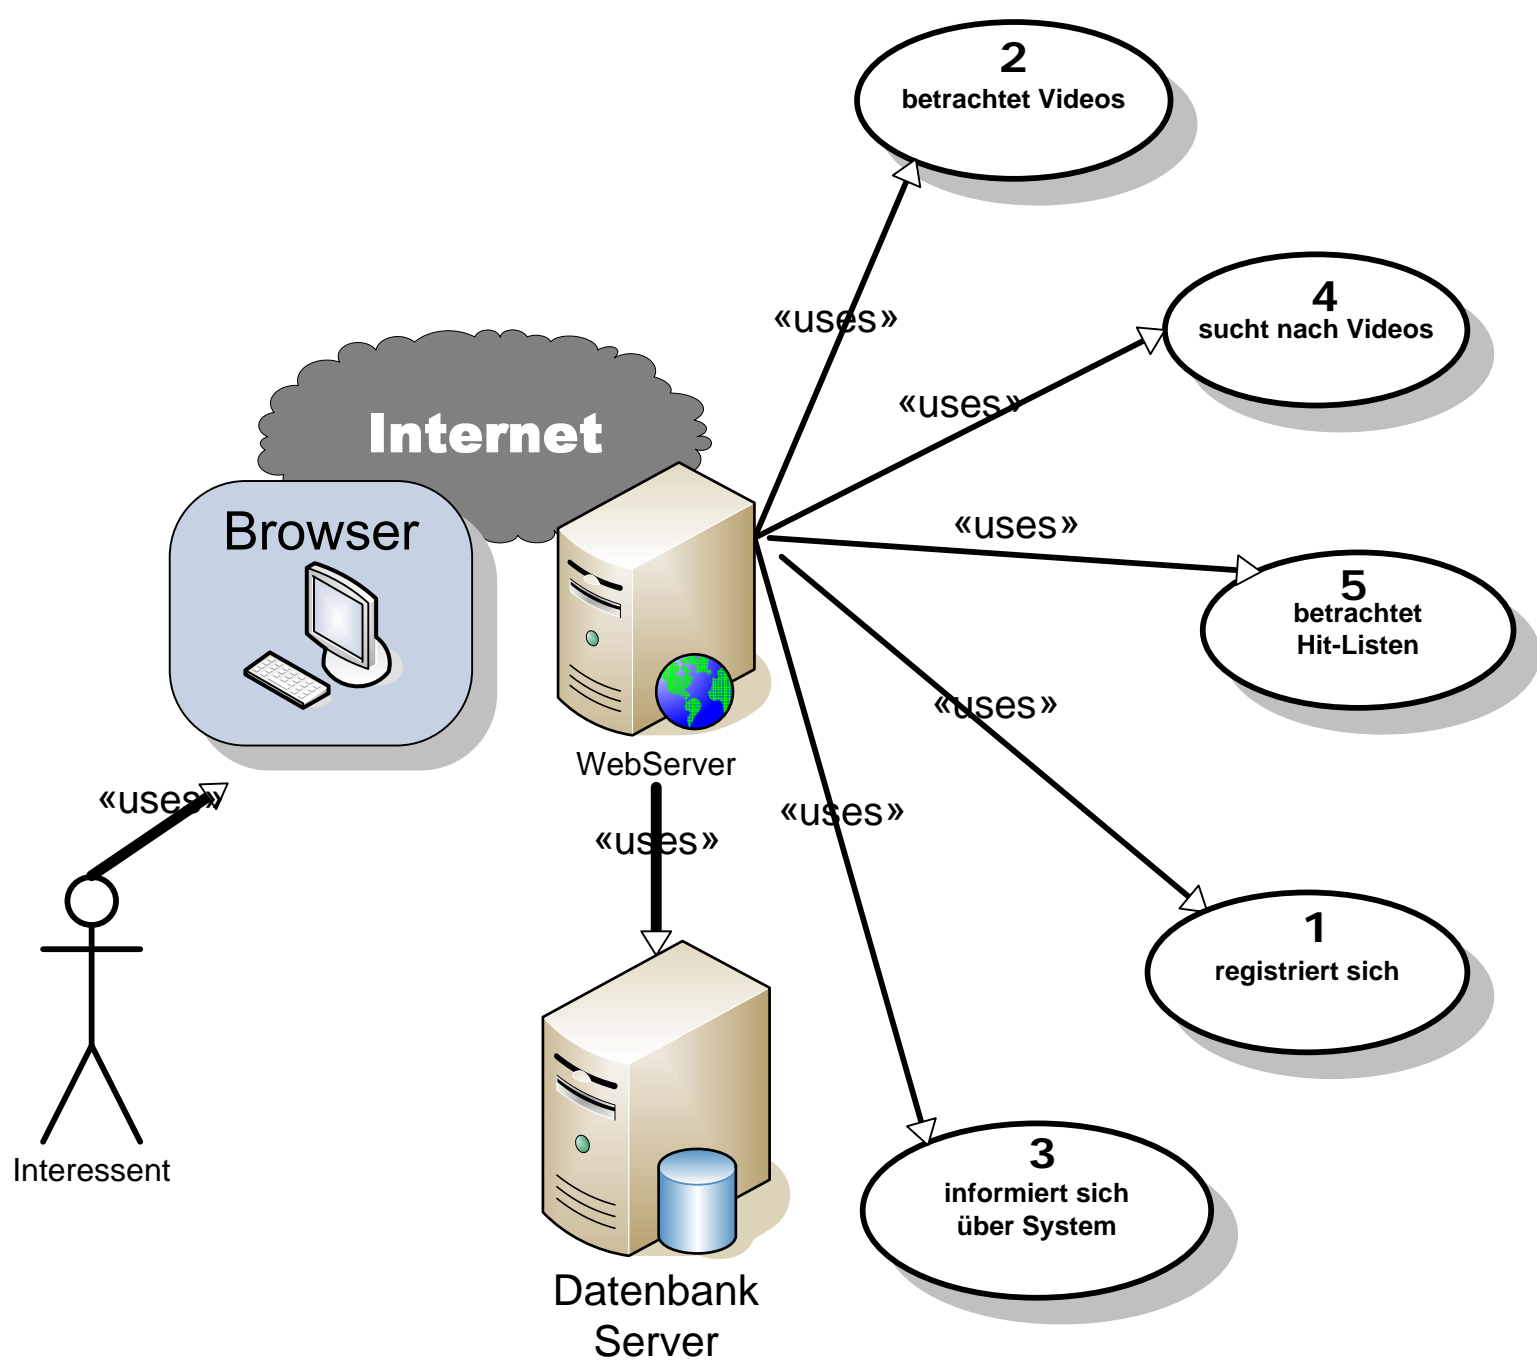 2
betrachtet Videos
«uses»
4
sucht nach Videos
«uses»
Internet
Browser
«uses»
5
betrachtet
Hit-Listen
«uses»
WebServer
«uses»
«uses»
«uses»
1
registriert sich
Interessent
3
informiert sich
über System
Datenbank
Server
«uses»